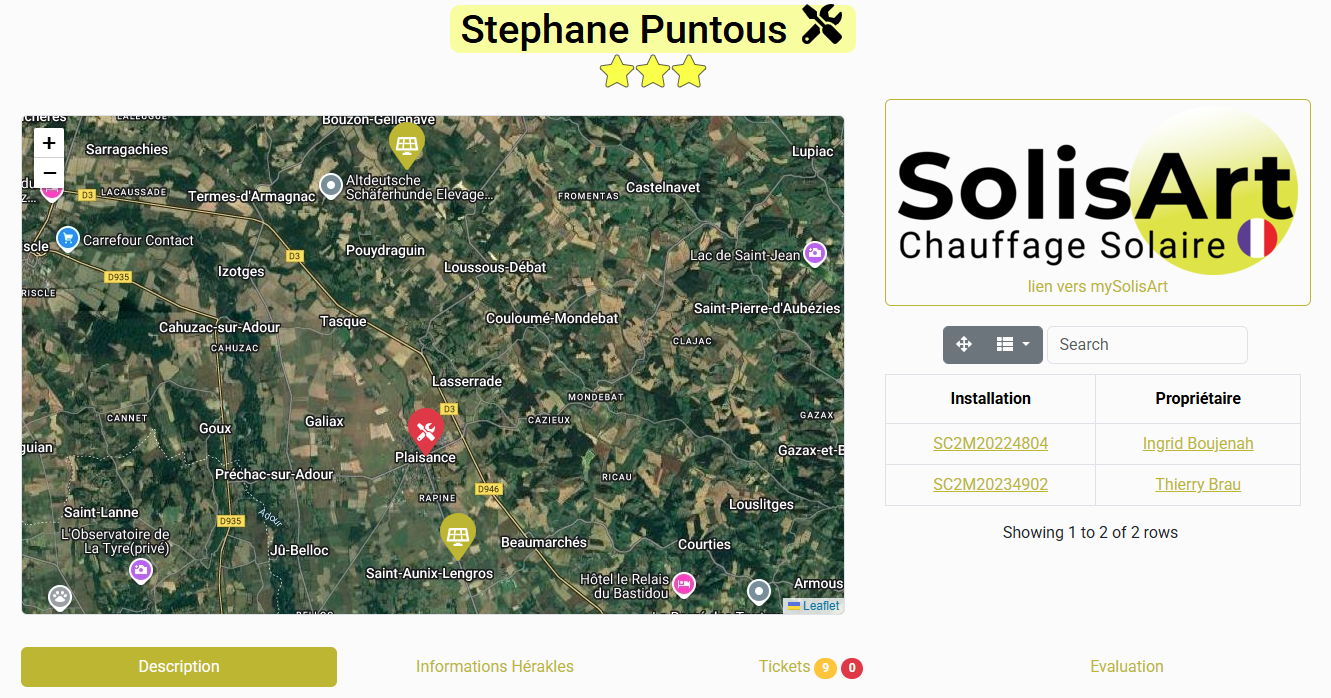 Stephane Puntous
Bouzon-Gellenave
+
−
Sarragachies
Lupiac
D3
LACAUSSADE
Termes-d'Armagnac
Altdeutsche
Schäferhunde Elevage...
FROMENTAS
Castelnavet
Carrefour Contact
Pouydraguin
D3
Lac de Saint-Jean
Izotges
D935
Loussous-Débat
Saint-Pierre-d'Aubézies
Cahuzac-sur-Adour
CAHUZAC
Tasque
Couloumé-Mondebat
CLAJAC
Lasserrade
MONDEBAT
CANNET
Goux
Galiax
D3
CAZIEUX
GAZAX
Plaisance
Gazax-et-B
Préchac-sur-Adour
RICAU
D946
RAPINE
Saint-Lanne
D935
Adour
Louslitges
L'Observatoire de
La Tyre(privé)
Jû-Belloc
Beaumarchés
Courties
Saint-Aunix-Lengros
Hôtel le Relais
du Bastidou
Armous
Leaflet
SolisArt
Chauffage Solaire
lien vers mySolisArt
Search
Installation Propriétaire
SC2M20224804 Ingrid Boujenah
SC2M20234902 Thierry Brau
Showing 1 to 2 of 2 rows
Description Informations Hérakles Tickets 9 0 Evaluation